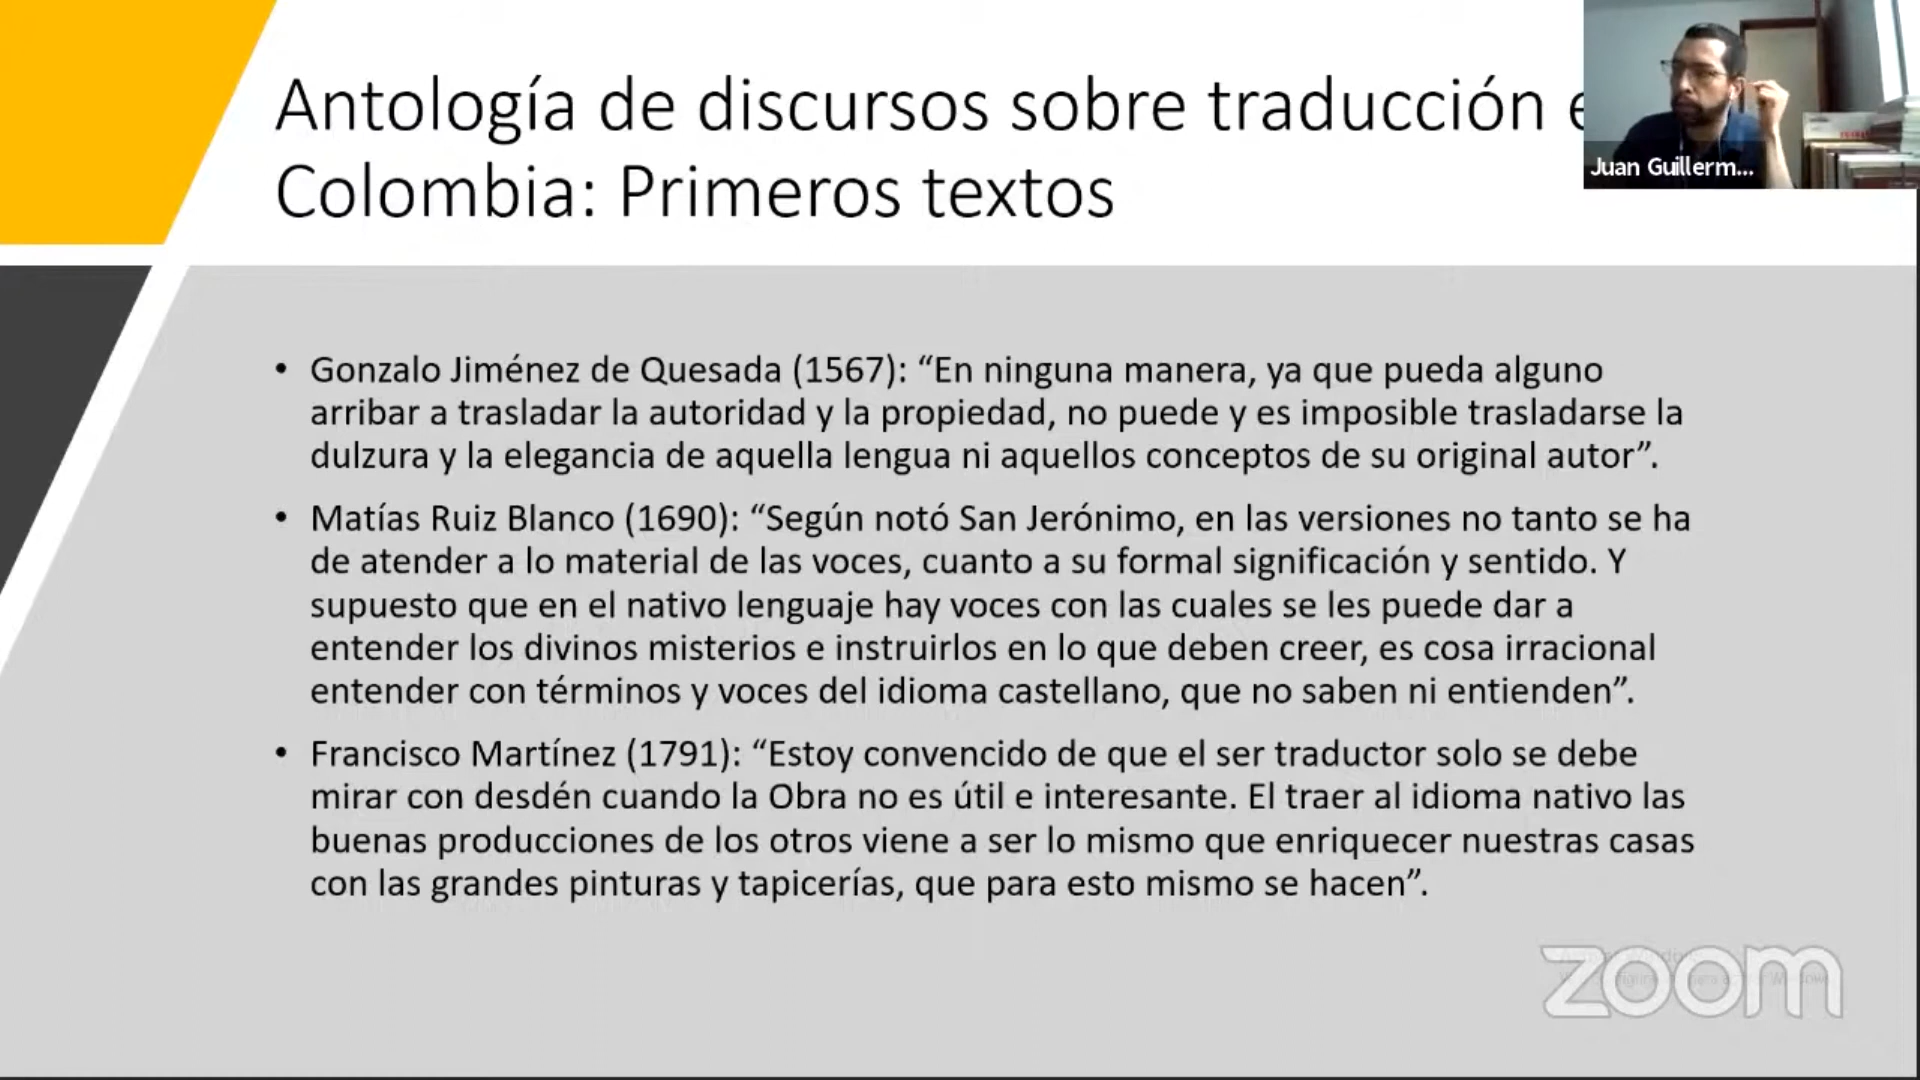 Antología de discursos sobre traducción e
Colombia: Primeros textos
Juan Guillerm...
• Gonzalo Jiménez de Quesada (1567): “En ninguna manera, ya que pueda alguno
arribar a trasladar la autoridad y la propiedad, no puede y es imposible trasladarse la
dulzura y la elegancia de aquella lengua ni aquellos conceptos de su original autor”.
• Matías Ruiz Blanco (1690): “Según notó San Jerónimo, en las versiones no tanto se ha
de atender a lo material de las voces, cuanto a su formal significación y sentido. Y
supuesto que en el nativo lenguaje hay voces con las cuales se les puede dar a
entender los divinos misterios e instruirlos en lo que deben creer, es cosa irracional
entender con términos y voces del idioma castellano, que no saben ni entienden”.
• Francisco Martínez (1791): “Estoy convencido de que el ser traductor solo se debe
mirar con desdén cuando la Obra no es útil e interesante. El traer al idioma nativo las
buenas producciones de los otros viene a ser lo mismo que enriquecer nuestras casas
con las grandes pinturas y tapicerías, que para esto mismo se hacen”.
zoom